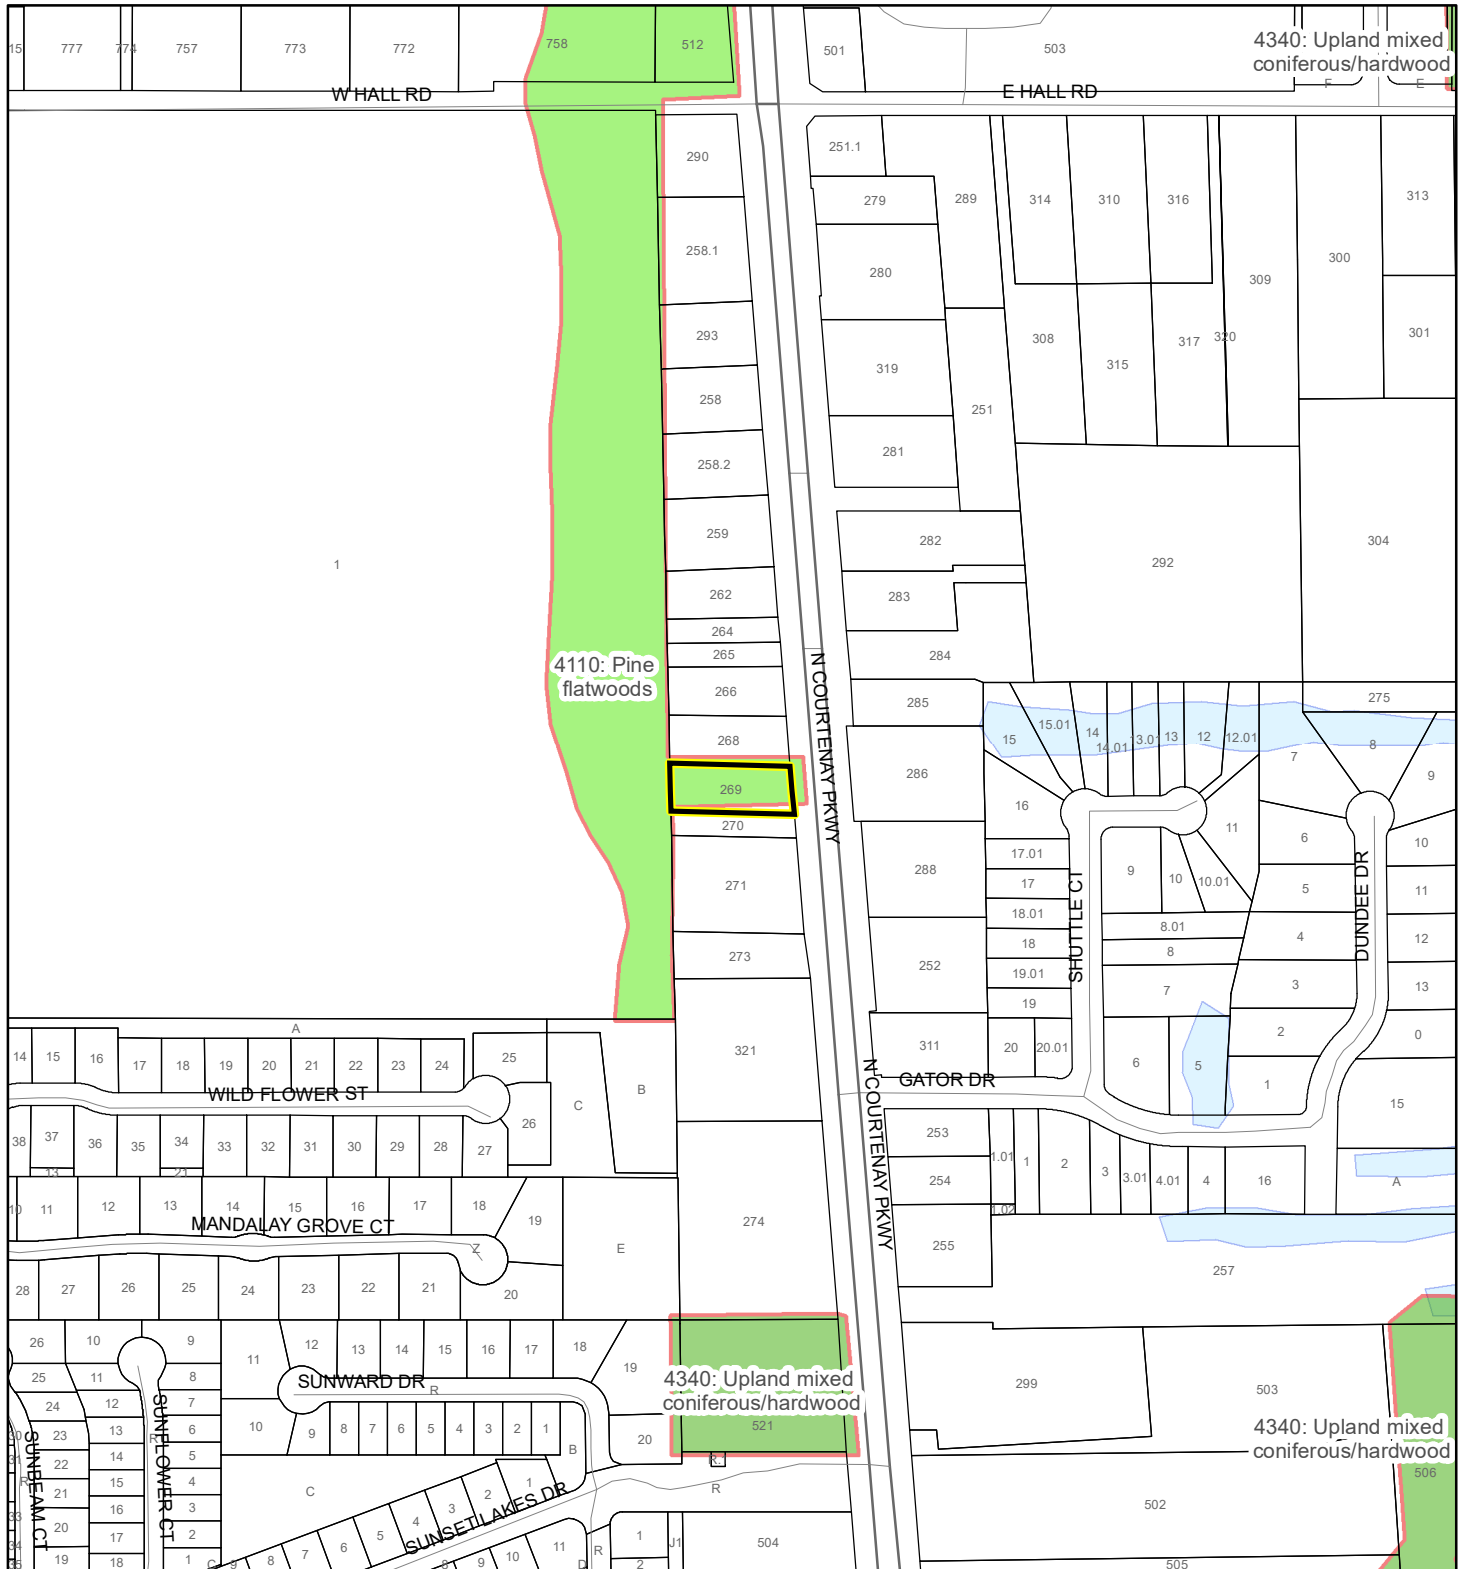 15 777 774 757 773 772 758 512 501 503
4340: Upland mixed
coniferous/hardwood
W HALL RD
E HALL RD
F E
290 251.1 279 289 314 310 316 313
258.1 280 309 300
293 308 315 317 320 301
258 319 251
258.2 281
259 282 292 304
1
262 283
264
265 284
4110: Pine
flatwoods
266 285 275
268 15 15.01 14 14.01 13 12 12.01 7 8 9
N COURTENAY PKWY
269 286 16
270 11 6 10
271 288 17.01 9 10 10.01 5 11
17
18.01 8.01 4 12
SHUTTLE CT
DUNDEE DR
273 252 18 8
19.01 7 3 13
19
A 2 0
321 311 20 20.01 6 5 1 15
14 15 16 17 18 19 20 21 22 23 24 25
GATOR DR
WILD FLOWER ST
B C 26
N COURTENAY PKWY
38 37 36 35 34 33 32 31 30 29 28 27
13 21
253 1.01 1 2 3 3.01 4.01 4 16 A
254 1.02
10 11 12 13 14 15 16 17 18 19
MANDALAY GROVE CT
Z
274 E 255 257
28 27 26 25 24 23 22 21 20
26 10 9 11 12 13 14 15 16 17 18 19
25 11 8
SUNWARD DR
R
4340: Upland mixed
coniferous/hardwood
521
299 503
4340: Upland mixed
coniferous/hardwood
506
24 12 7 10 9 8 7 6 5 4 3 2 1 B 20
23 13 6
22 14 5
21 15 4
20 16 3
19 17 2
18 1
SUNBEAM CT
SUNFLOWER CT
R R
C 5 4 3 2 1
SUNSET LAKES DR
R
9 8 7 6
8 9 10 11 D R 1 2 J1 504
502
505